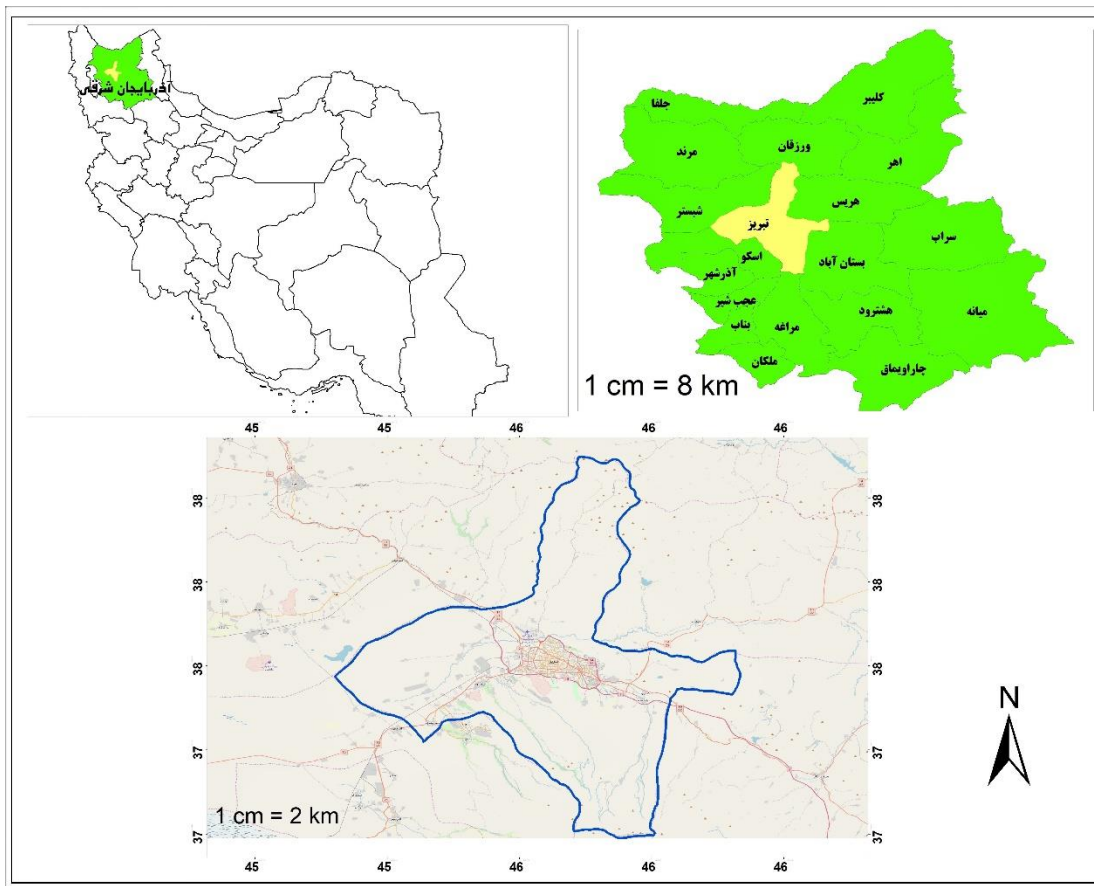 آذربایجان شرقی
کلیبر
جلفا
ورزقان
مرند
اهر
هریس
شبستر
تبریز
سراب
اسکو
بستان آباد
آذرشهر
عجب شیر
هشترود
میانه
بناب
مراغه
ملکان
چاراویماق
1 cm = 8 km
45 45 46 46 46
38 38
38 38
38 38
37 37
37 37
N
1 cm = 2 km
45 45 46 46 46